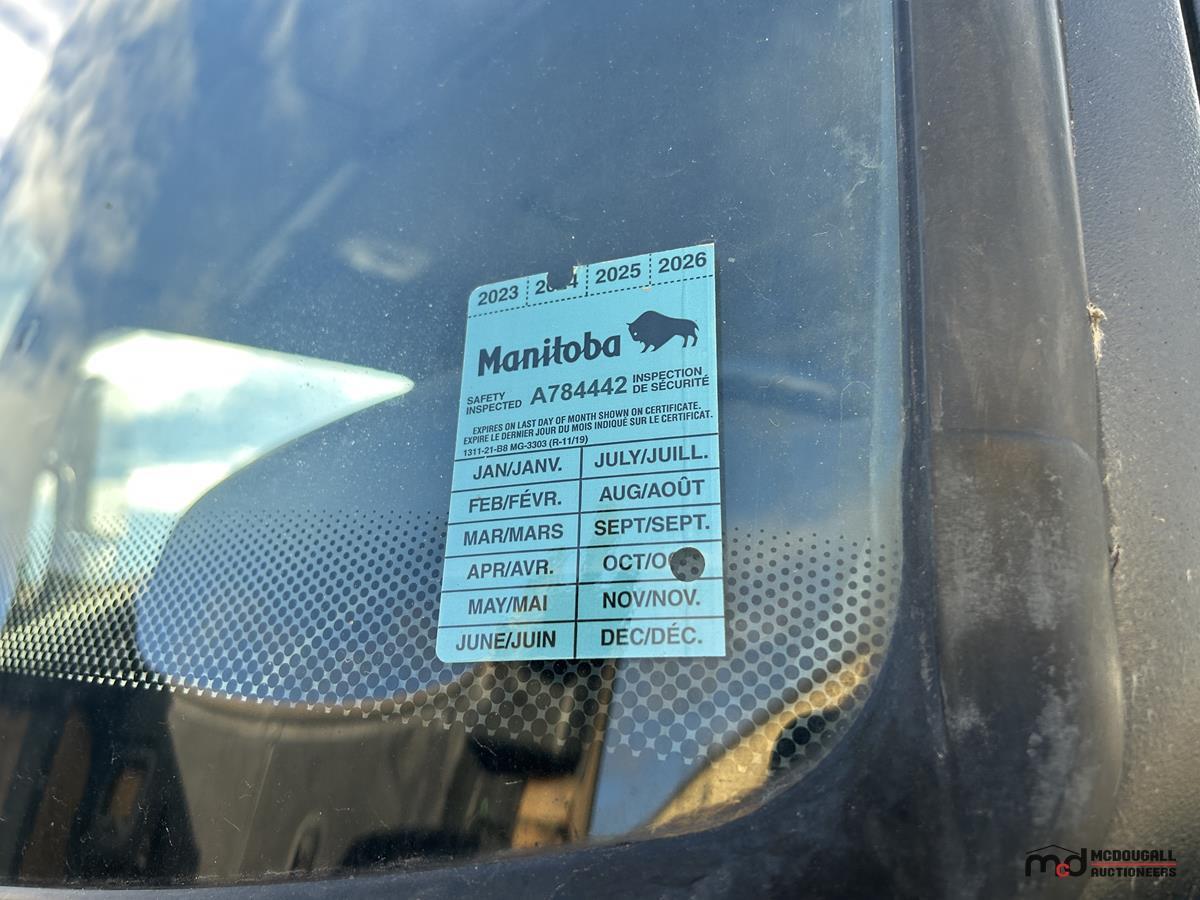 2023 2024 2025 2026
Manitoba
SAFETY INSPECTED A784442 INSPECTION DE SÉCURITÉ
EXPIRES ON LAST DAY OF MONTH SHOWN ON CERTIFICATE.
EXPIRE LE DERNIER JOUR DU MOIS INDIQUÉ SUR LE CERTIFICAT.
1311-21-B8 MG-3303 (R-11/19)
JAN/JANV. JULY/JUILL.
FEB/FÉVR. AUG/AOÛT
MAR/MARS SEPT/SEPT.
APR/AVR. OCT/OC
MAY/MAI NOV/NOV.
JUNE/JUIN DEC/DÉC.
mcd MCDOUGALL
AUCTIONEERS